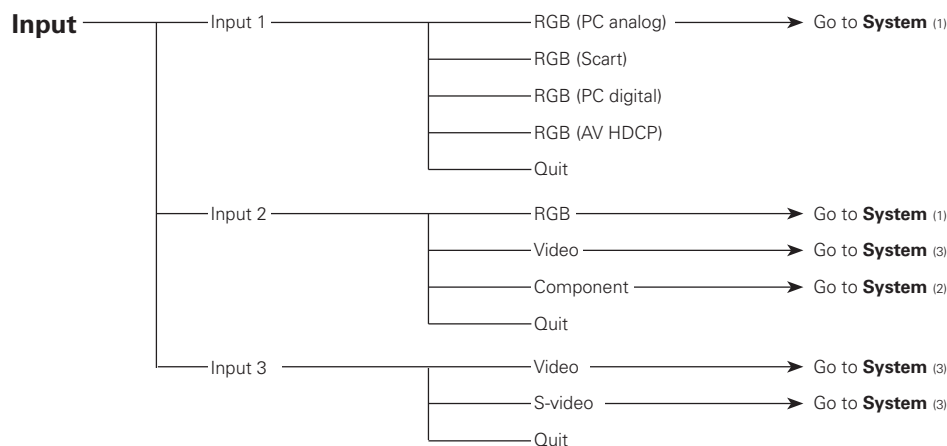 Input Input 1 RGB (PC analog) Go to System (1)
RGB (Scart)
RGB (PC digital)
RGB (AV HDCP)
Quit
Input 2 RGB Go to System (1)
Video Go to System (3)
Component Go to System (2)
Quit
Input 3 Video Go to System (3)
S-video Go to System (3)
Quit